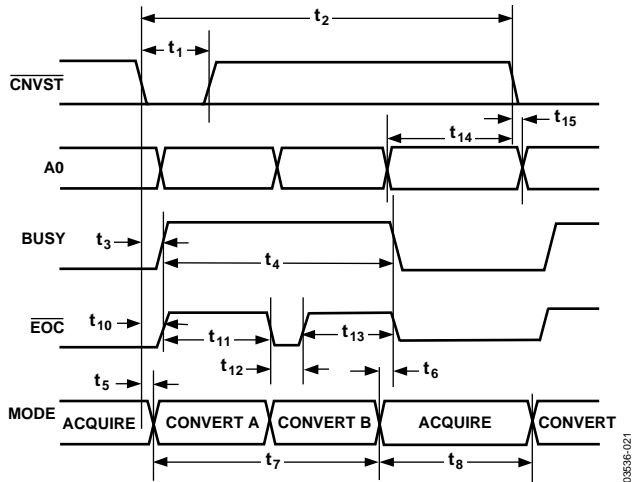 t2
t1
CNVST
t14
t15
A0
BUSY
t3
t4
EOC
t10
t11
t13
t12
t6
t5
MODE
ACQUIRE
CONVERT A
CONVERT B
ACQUIRE
CONVERT
t7
t8
03536-021